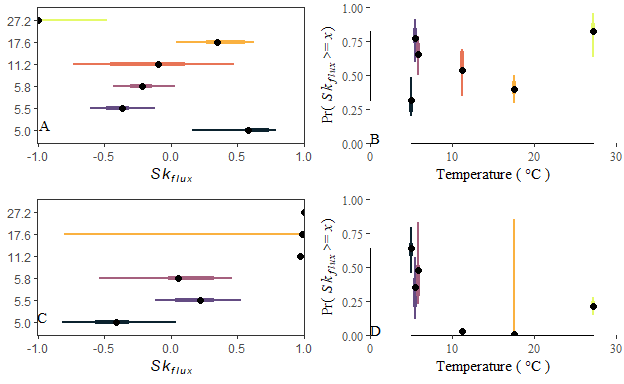 27.2
17.6
11.2
5.8
5.5
5.0
A
-1.0 -0.5 0.0 0.5 1.0
Sk_flux
1.00
0.75
0.50
0.25
0.00
Pr( Sk_flux >= x)
B
0 10 20 30
Temperature ( °C )
27.2
17.6
11.2
5.8
5.5
5.0
C
-1.0 -0.5 0.0 0.5 1.0
Sk_flux
1.00
0.75
0.50
0.25
0.00
Pr( Sk_flux >= x)
D
0 10 20 30
Temperature ( °C )